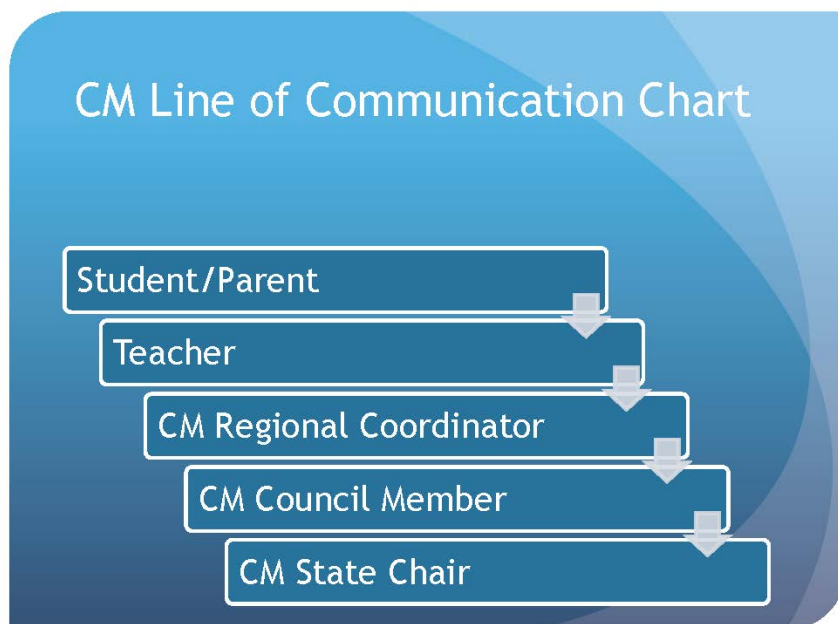 CM Line of Communication Chart
Student/Parent
Teacher
CM Regional Coordinator
CM Council Member
CM State Chair